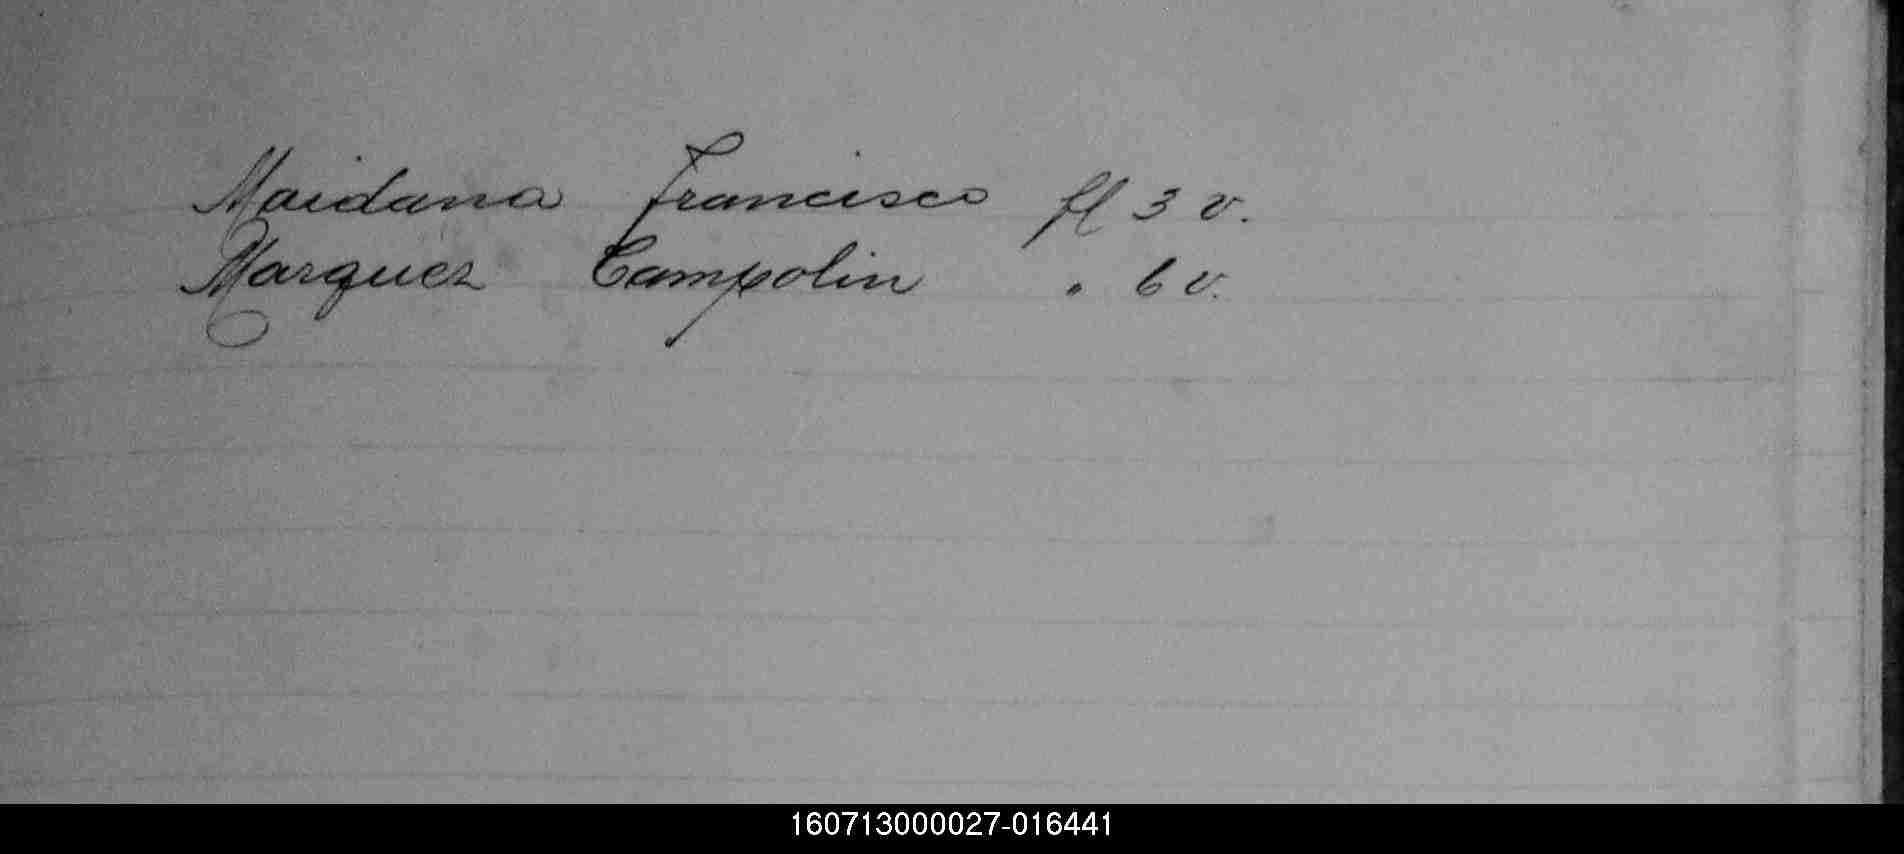 Maidana Francisco fl 3 v.
Marquez Campolin " 6 v.
160713000027-016441